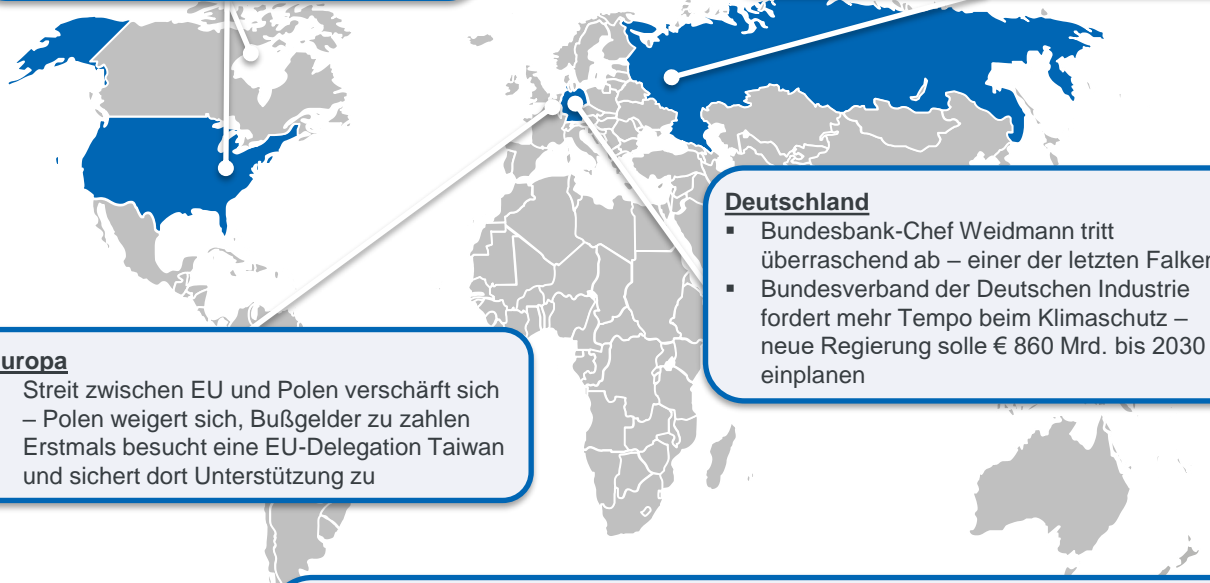 Deutschland
▪ Bundesbank-Chef Weidmann tritt
überraschend ab – einer der letzten Falken
▪ Bundesverband der Deutschen Industrie
fordert mehr Tempo beim Klimaschutz –
neue Regierung solle € 860 Mrd. bis 2030
einplanen
uropa
Streit zwischen EU und Polen verschärft sich
– Polen weigert sich, Bußgelder zu zahlen
Erstmals besucht eine EU-Delegation Taiwan
und sichert dort Unterstützung zu